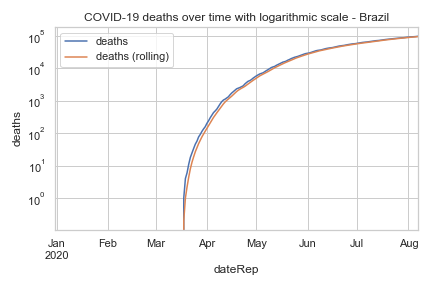 COVID-19 deaths over time with logarithmic scale - Brazil
deaths
deaths (rolling)
10^5
10^4
10^3
10^2
10^1
10^0
deaths
Jan Feb Mar Apr May Jun Jul Aug
2020
dateRep